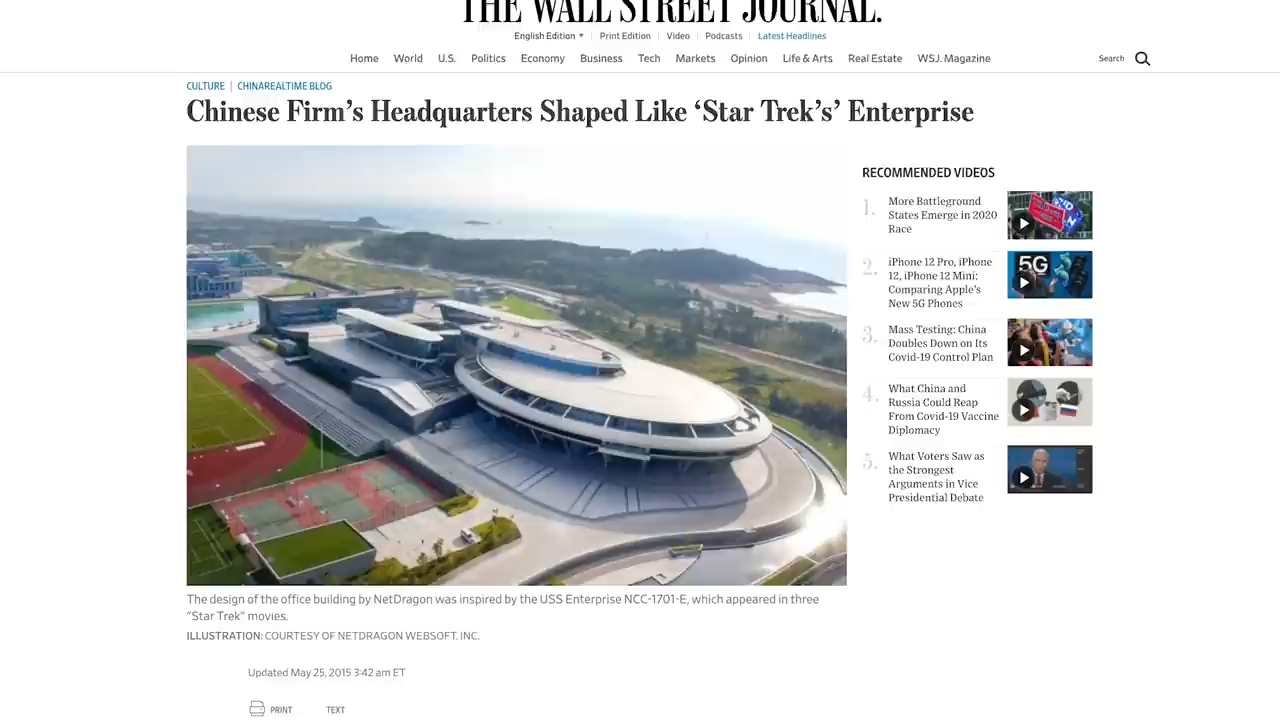 THE WALL STREET JOURNAL.
English Edition ▾ | Print Edition | Video | Podcasts | Latest Headlines
Home World U.S. Politics Economy Business Tech Markets Opinion Life & Arts Real Estate WSJ. Magazine Search
CULTURE | CHINAREALTIME BLOG
Chinese Firm’s Headquarters Shaped Like ‘Star Trek’s’ Enterprise
The design of the office building by NetDragon was inspired by the USS Enterprise NCC-1701-E, which appeared in three
“Star Trek” movies.
ILLUSTRATION: COURTESY OF NETDRAGON WEBSOFT. INC.
Updated May 25, 2015 3:42 am ET
PRINT TEXT
RECOMMENDED VIDEOS
1. More Battleground
States Emerge in 2020
Race
2. iPhone 12 Pro, iPhone
12, iPhone 12 Mini:
Comparing Apple’s
New 5G Phones
5G
3. Mass Testing: China
Doubles Down on Its
Covid-19 Control Plan
4. What China and
Russia Could Reap
From Covid-19 Vaccine
Diplomacy
5. What Voters Saw as
the Strongest
Arguments in Vice
Presidential Debate